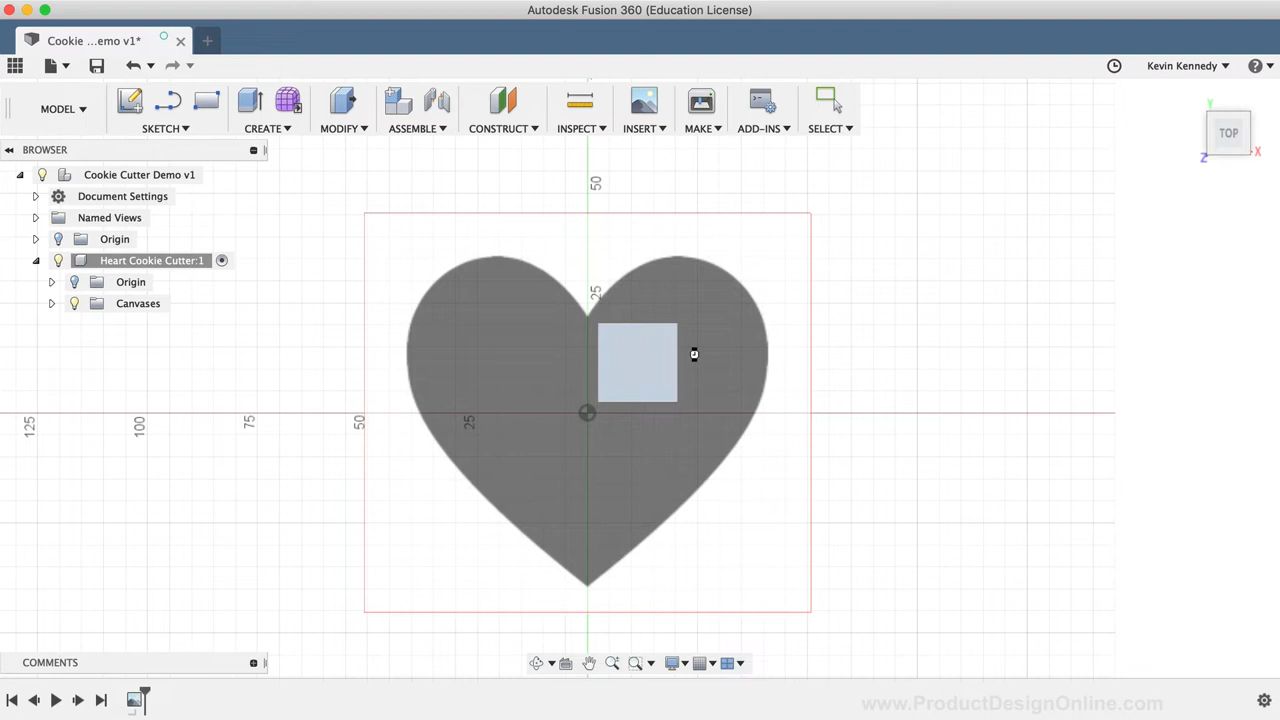 Autodesk Fusion 360 (Education License)
Cookie ...emo v1*
Kevin Kennedy
MODEL
SKETCH
CREATE
MODIFY
ASSEMBLE
CONSTRUCT
INSPECT
INSERT
MAKE
ADD-INS
SELECT
TOP
Y
X
Z
BROWSER
Cookie Cutter Demo v1
Document Settings
Named Views
Origin
Heart Cookie Cutter:1
Origin
Canvases
50
25
125
100
75
50
25
COMMENTS
www.ProductDesignOnline.com